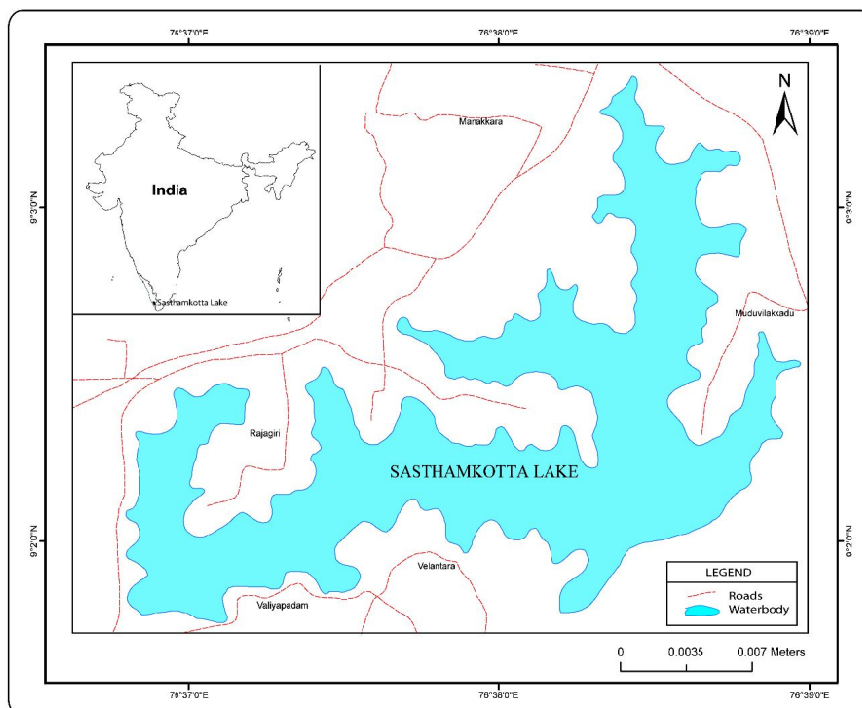 76°37'0"E 76°38'0"E 76°39'0"E
N
Marakkara
India
9°3'0"N
9°3'0"N
Sasthamkotta Lake
Muduvilakkadu
Rajagiri
SASTHAMKOTTA LAKE
9°2'0"N
9°2'0"N
Velantara
Valiyapadam
LEGEND
Roads
Waterbody
0 0.0035 0.007 Meters
76°37'0"E 76°38'0"E 76°39'0"E